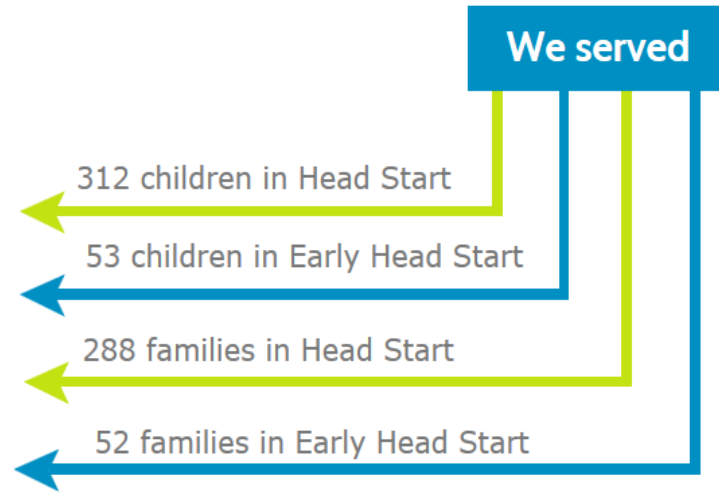 We served
312 children in Head Start
53 children in Early Head Start
288 families in Head Start
52 families in Early Head Start